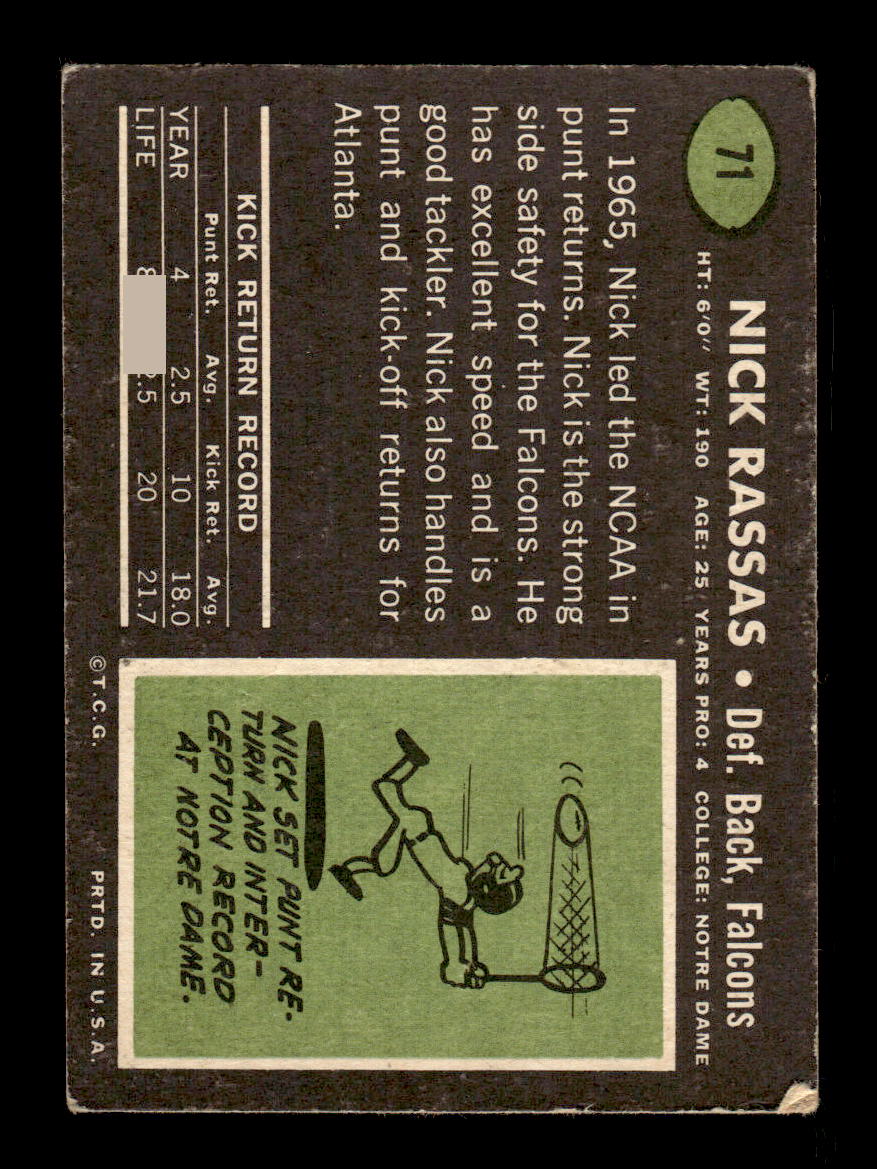 71
NICK RASSAS • Def. Back, Falcons
HT: 6'0" WT: 190 AGE: 25 YEARS PRO: 4 COLLEGE: NOTRE DAME
In 1965, Nick led the NCAA in
punt returns. Nick is the strong
side safety for the Falcons. He
has excellent speed and is a
good tackler. Nick also handles
punt and kick-off returns for
Atlanta.
KICK RETURN RECORD
Punt Ret. Avg. Kick Ret. Avg.
YEAR 4 2.5 10 18.0
LIFE 20 21.7
NICK SET PUNT RE-
TURN AND INTER-
CEPTION RECORD
AT NOTRE DAME.
©T.C.G. PRTD. IN U.S.A.